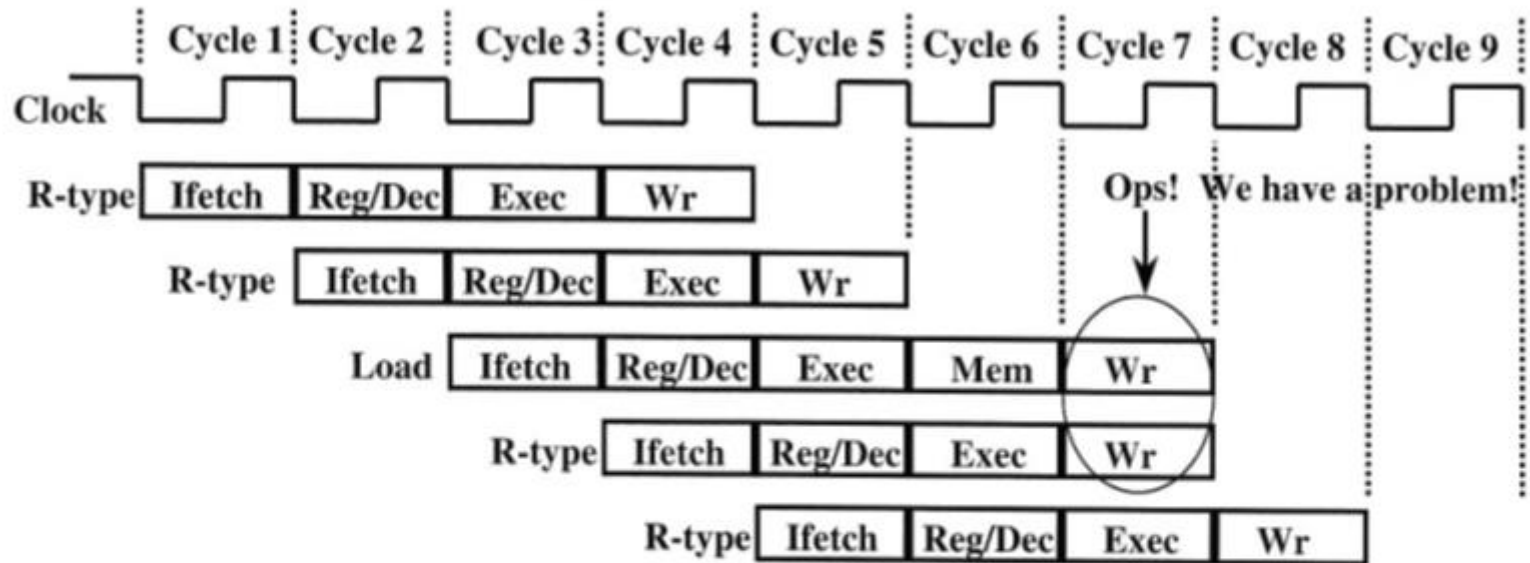 Cycle 1 Cycle 2 Cycle 3 Cycle 4 Cycle 5 Cycle 6 Cycle 7 Cycle 8 Cycle 9
Clock
R-type Ifetch Reg/Dec Exec Wr Ops! We have a problem!
R-type Ifetch Reg/Dec Exec Wr
Load Ifetch Reg/Dec Exec Mem Wr
R-type Ifetch Reg/Dec Exec Wr
R-type Ifetch Reg/Dec Exec Wr